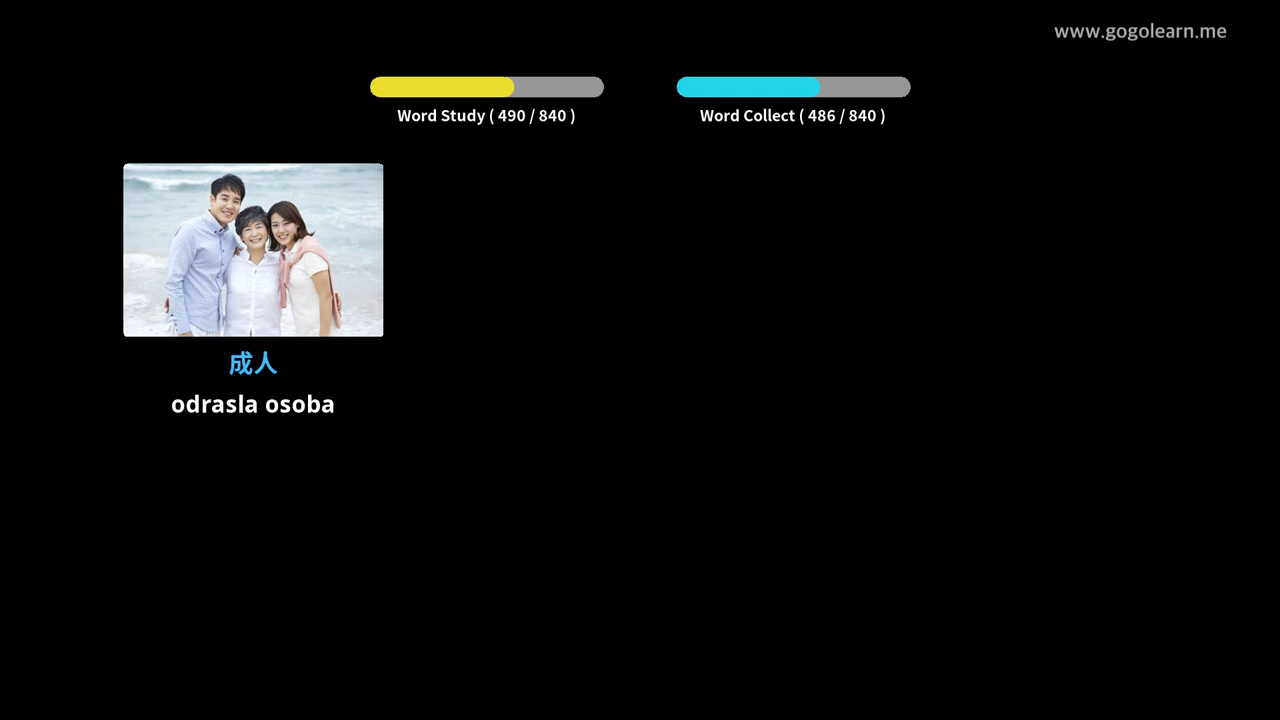 www.gogolearn.me
Word Study ( 490 / 840 )
Word Collect ( 486 / 840 )
成人
odrasla osoba